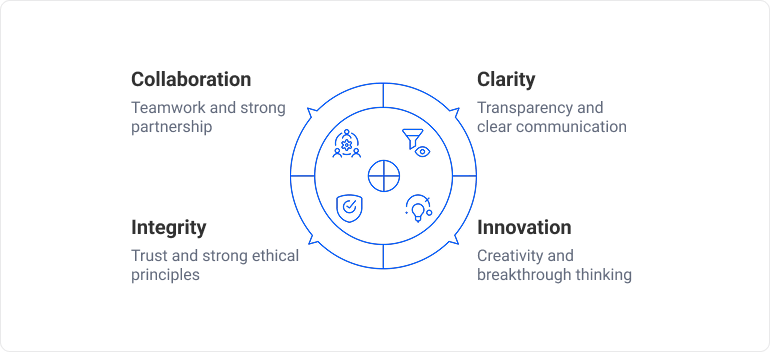 Collaboration
Teamwork and strong
partnership
Clarity
Transparency and
clear communication
Integrity
Trust and strong ethical
principles
Innovation
Creativity and
breakthrough thinking